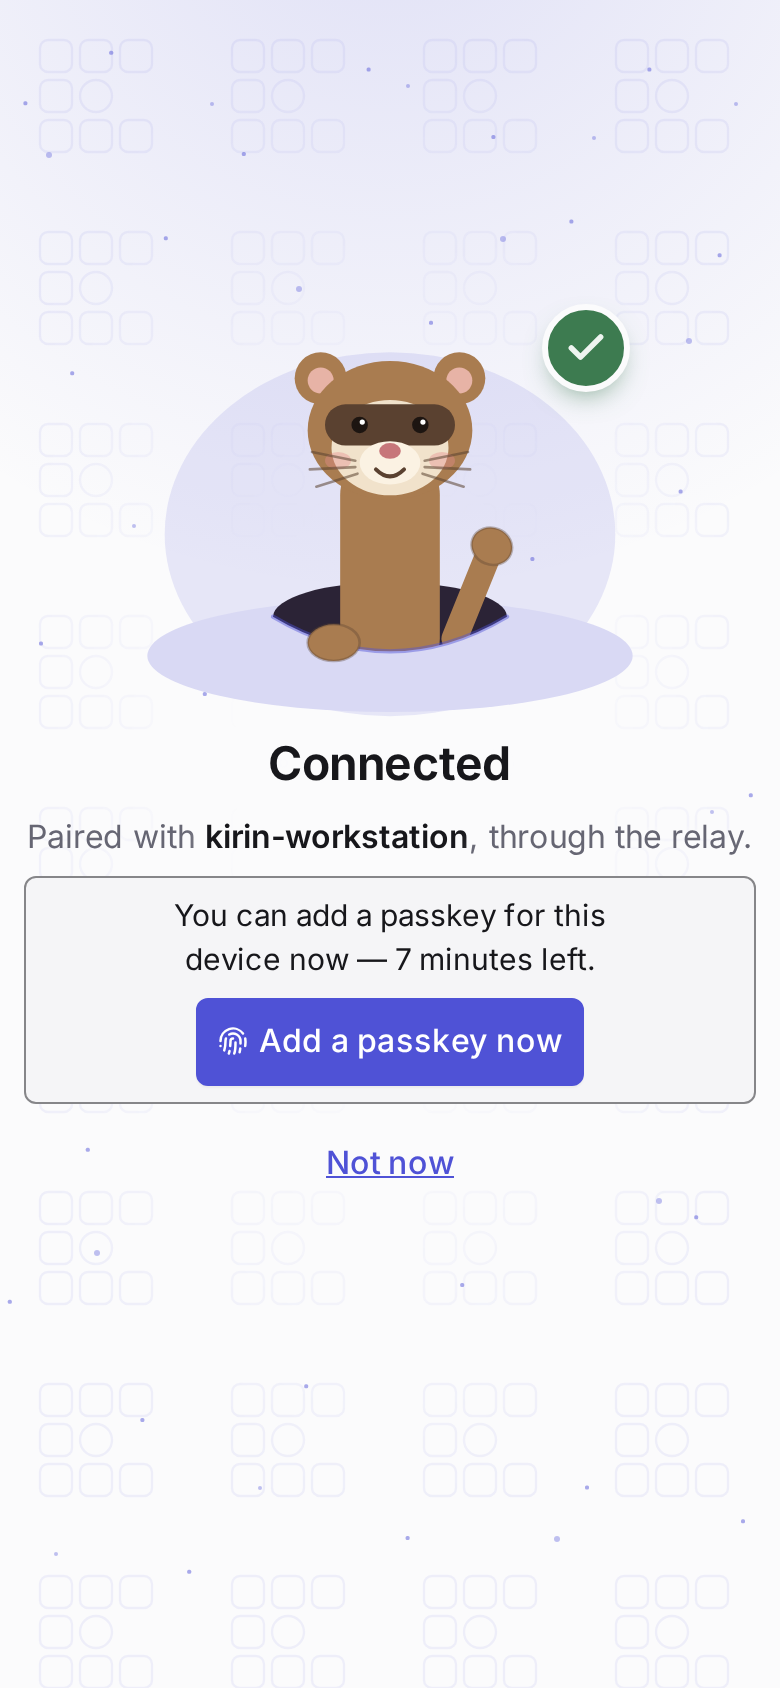 Connected
Paired with kirin-workstation, through the relay.
You can add a passkey for this
device now — 7 minutes left.
Add a passkey now
Not now